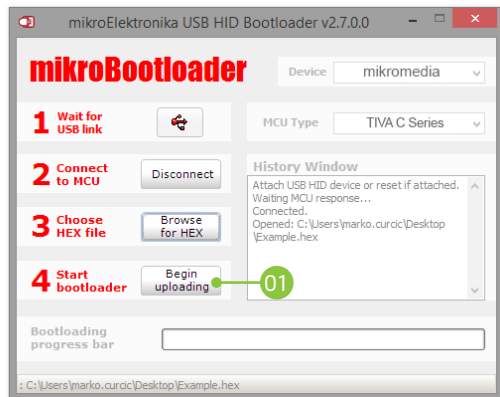 mikroElektronika USB HID Bootloader v2.7.0.0
mikroBootloader
Device
mikromedia
1 Wait for
USB link
MCU Type
TIVA C Series
2 Connect
to MCU
Disconnect
History Window
Attach USB HID device or reset if attached.
Waiting MCU response...
Connected.
Opened: C:\Users\marko.curcic\Desktop
\Example.hex
3 Choose
HEX file
Browse
for HEX
4 Start
bootloader
Begin
uploading
01
Bootloading
progress bar
: C:\Users\marko.curcic\Desktop\Example.hex